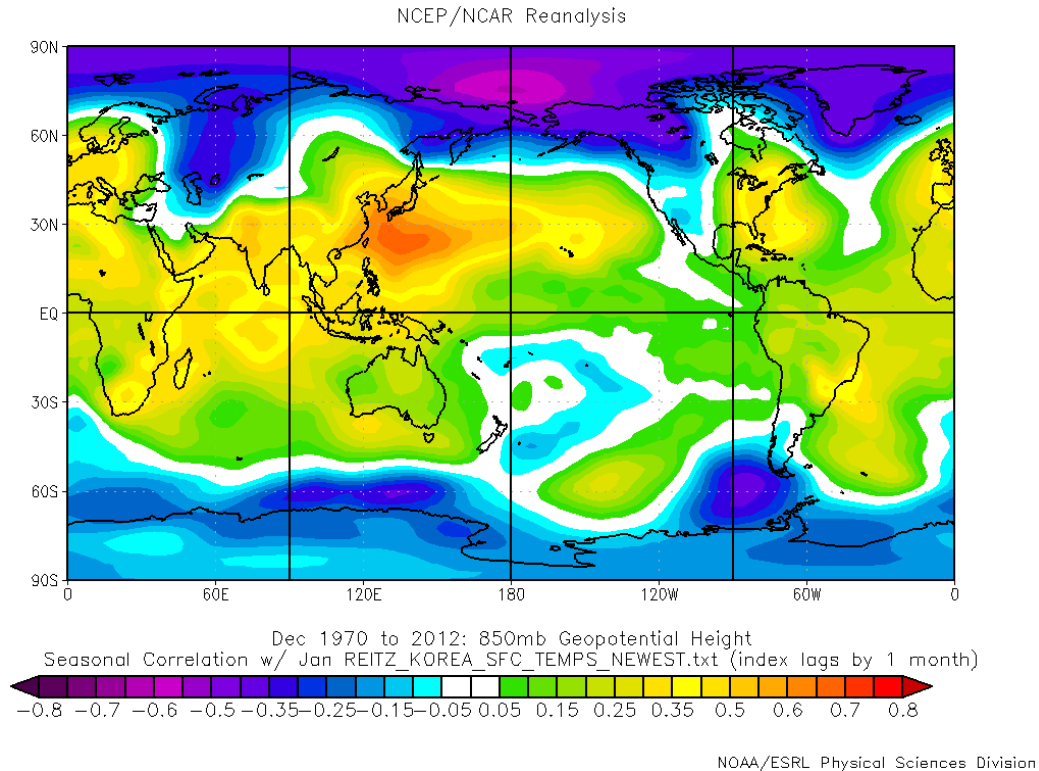 NCEP/NCAR Reanalysis
90N
60N
30N
EQ
30S
60S
90S
0 60E 120E 180 120W 60W 0
Dec 1970 to 2012: 850mb Geopotential Height
Seasonal Correlation w/ Jan REITZ_KOREA_SFC_TEMPS_NEWEST.txt (index lags by 1 month)
-0.8 -0.7 -0.6 -0.5 -0.35 -0.25 -0.15 -0.05 0.05 0.15 0.25 0.35 0.5 0.6 0.7 0.8
NOAA/ESRL Physical Sciences Division